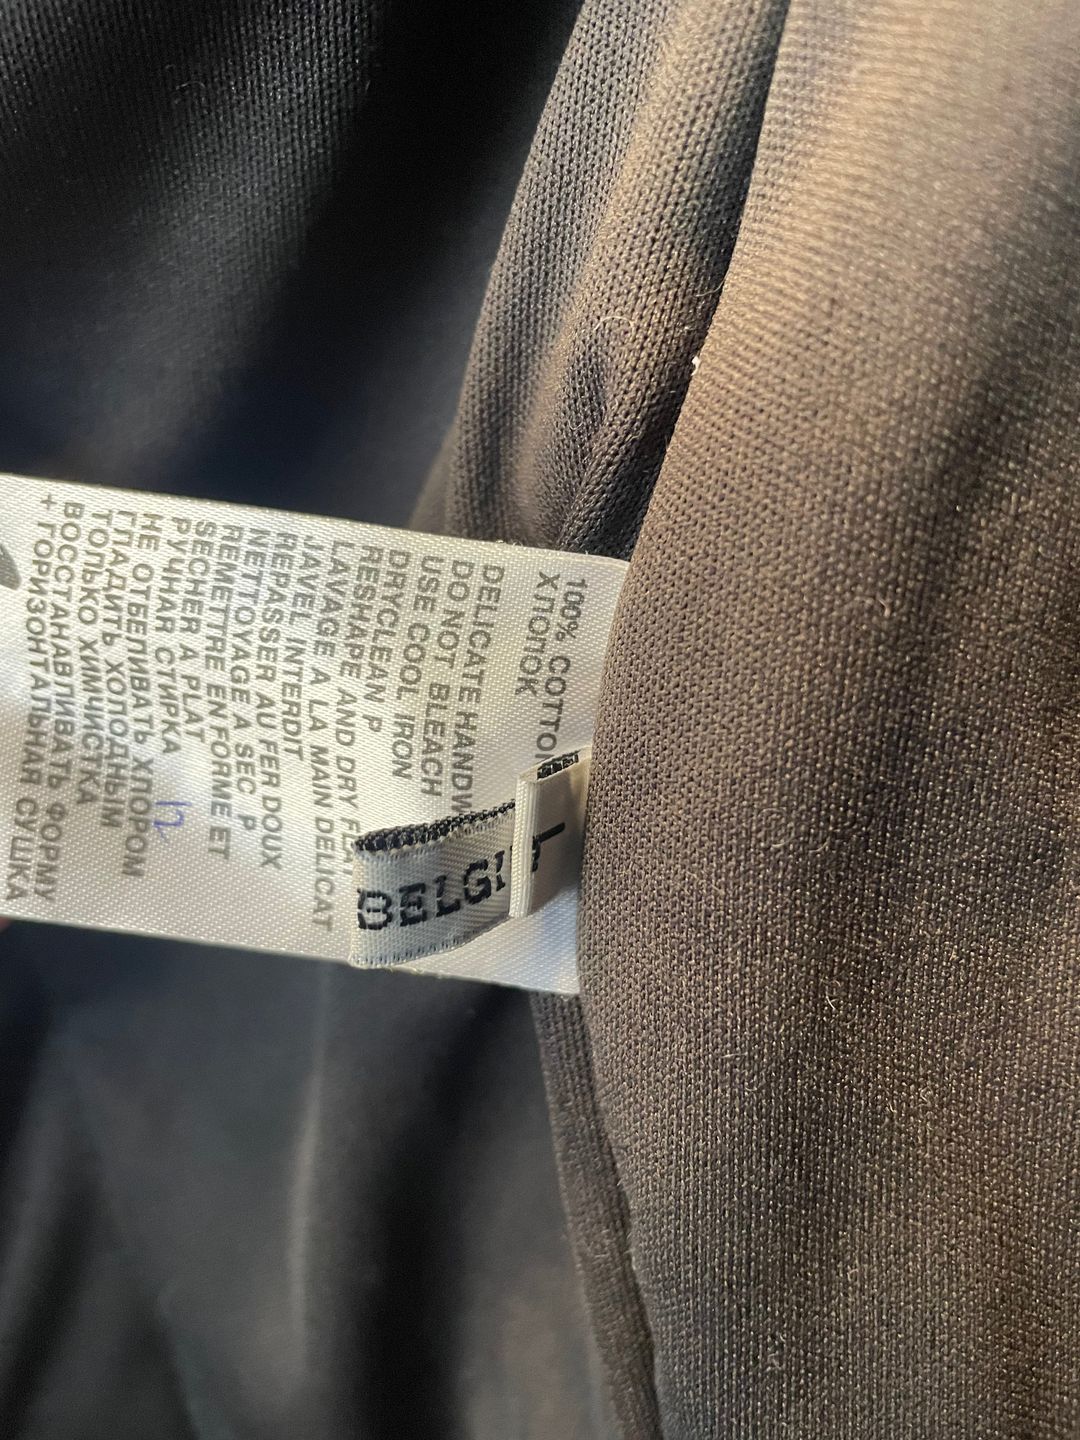 100% COTTON
ХЛОПОК
DELICATE HANDW
DO NOT BLEACH
USE COOL IRON
DRYCLEAN P
RESHAPE AND DRY FLAT
LAVAGE A LA MAIN DELICAT
JAVEL INTERDIT
REPASSER AU FER DOUX
NETTOYAGE A SEC P
REMETTRE EN FORME ET
SECHER A PLAT
РУЧНАЯ СТИРКА
НЕ ОТБЕЛИВАТЬ ХЛОРОМ
ГЛАДИТЬ ХОЛОДНЫМ
ТОЛЬКО ХИМЧИСТКА
ВОССТАНАВЛИВАТЬ ФОРМУ
+ ГОРИЗОНТАЛЬНАЯ СУШКА
BELGI